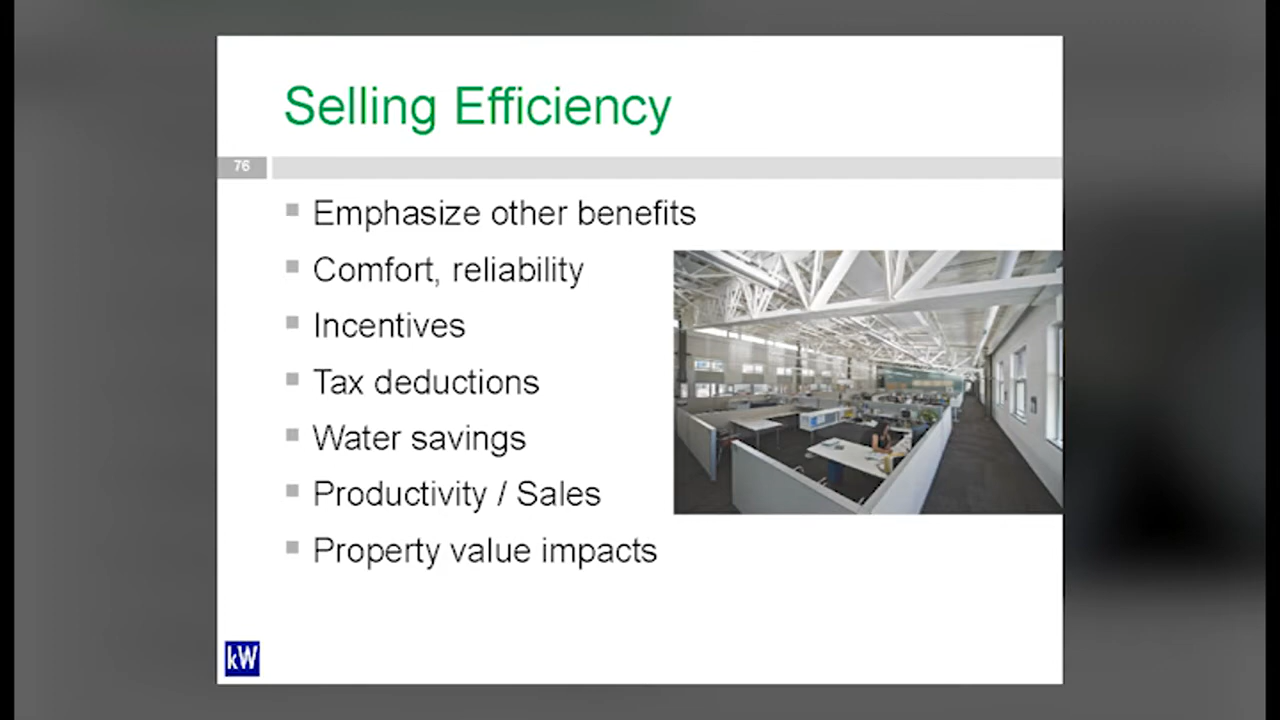 Selling Efficiency
76
Emphasize other benefits
Comfort, reliability
Incentives
Tax deductions
Water savings
Productivity / Sales
Property value impacts
kW